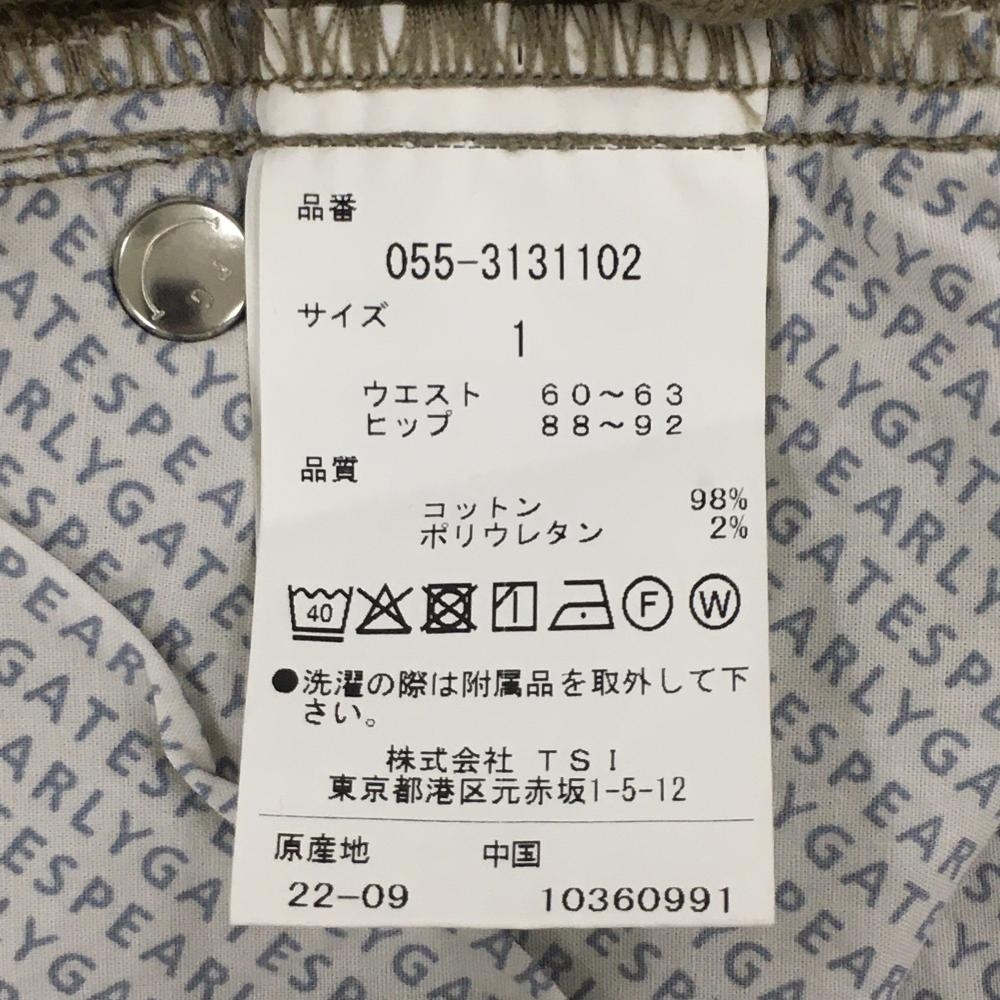 品番
055-3131102
サイズ
1
ウエスト 60～63
ヒップ 88～92
品質
コットン 98%
ポリウレタン 2%
40 F W
●洗濯の際は附属品を取外して下
さい。
株式会社 TSI
東京都港区元赤坂1-5-12
原産地 中国
22-09 10360991
PEARLYGATES